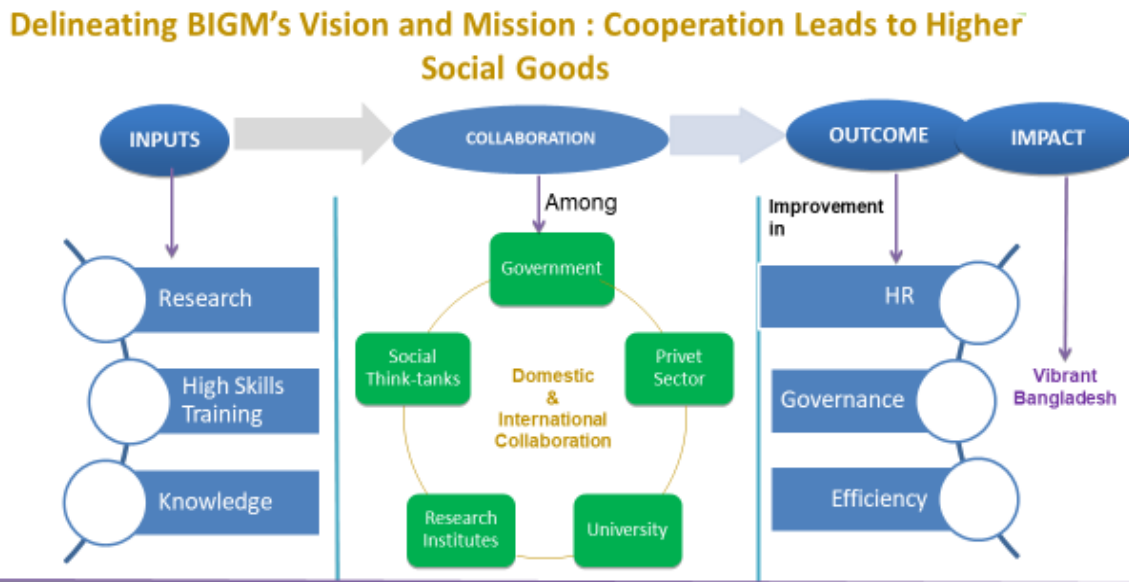 Delineating BIGM's Vision and Mission : Cooperation Leads to Higher
Social Goods
INPUTS
COLLABORATION
OUTCOME
IMPACT
Among
Improvement
in
Research
High Skills
Training
Knowledge
Government
Social
Think-tanks
Privet
Sector
Domestic
&
International
Collaboration
Research
Institutes
University
HR
Governance
Efficiency
Vibrant
Bangladesh